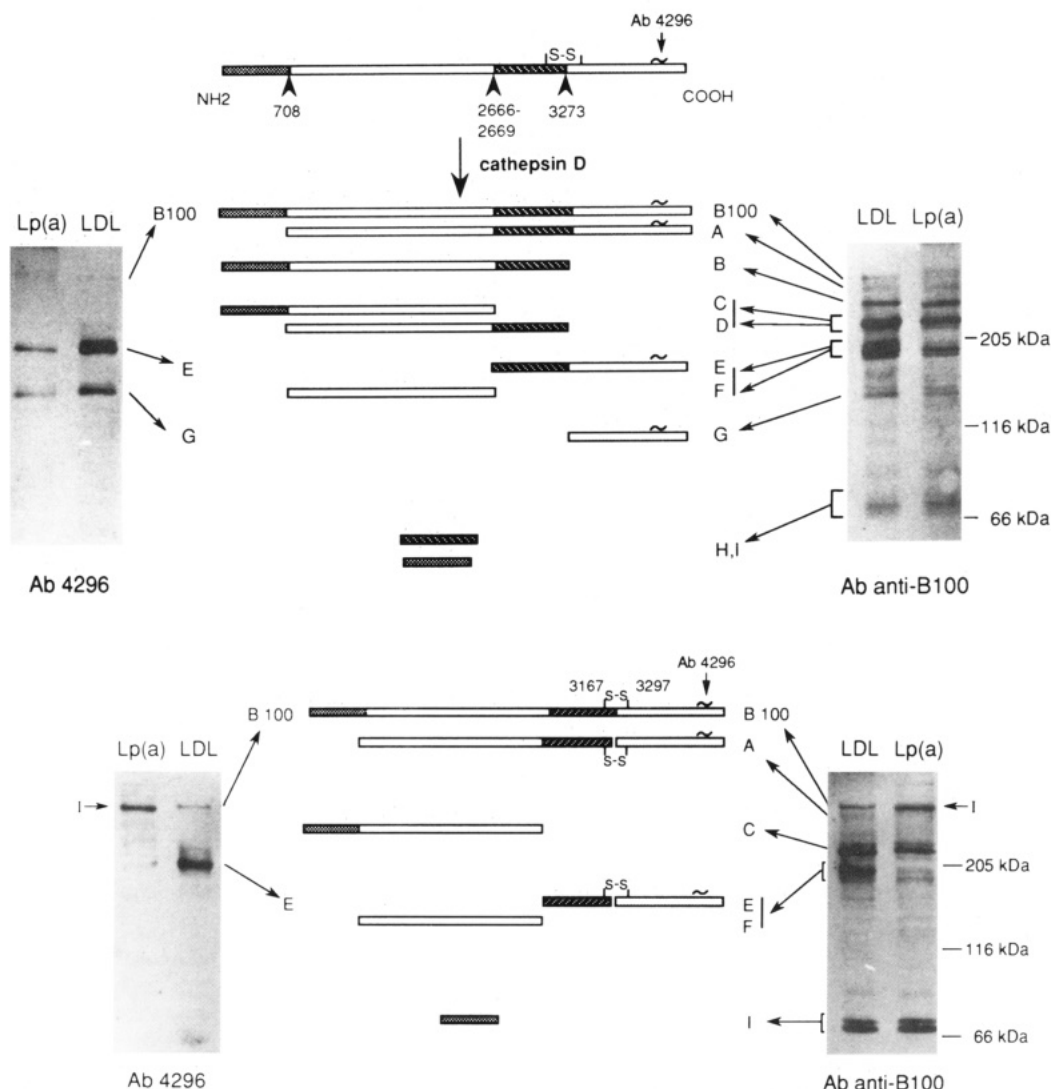 Ab 4296
S-S
NH2
COOH
708
2666-
2669
3273
cathepsin D
Lp(a) LDL
B100
B100
A
B
C
D
E
F
G
H,I
E
G
LDL Lp(a)
205 kDa
116 kDa
66 kDa
Ab 4296
Ab anti-B100
Ab 4296
3167 S-S 3297
B 100
B 100
A
S-S
C
S-S
E
F
I
Lp(a) LDL
I
E
LDL Lp(a)
I
205 kDa
116 kDa
66 kDa
Ab 4296
Ab anti-B100